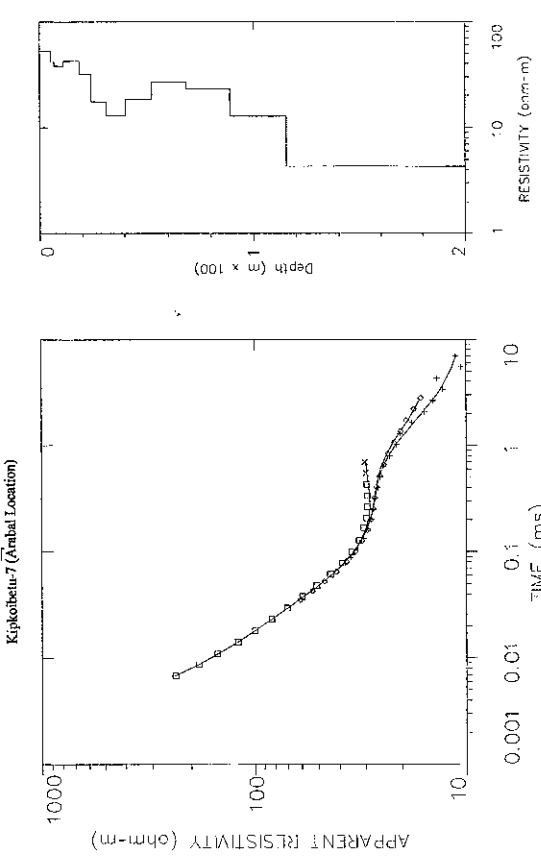 Kipkoibetu-7 (Arabal Location)
1000
100
10
APPARENT RESISTIVITY (ohm-m)
0.001
0.01
0.1
1
10
TIME (ms)
0
1
2
Depth (m x 100)
1
10
100
RESISTIVITY (ohm-m)